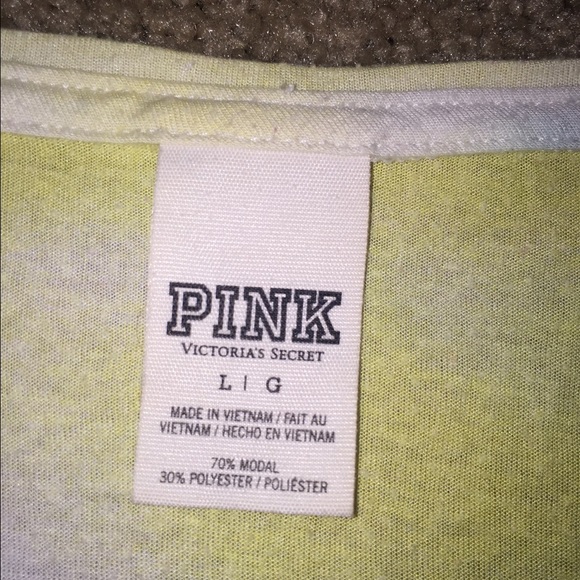 PINK
VICTORIA'S SECRET
L | G
MADE IN VIETNAM / FAIT AU
VIETNAM / HECHO EN VIETNAM
70% MODAL
30% POLYESTER / POLIÉSTER